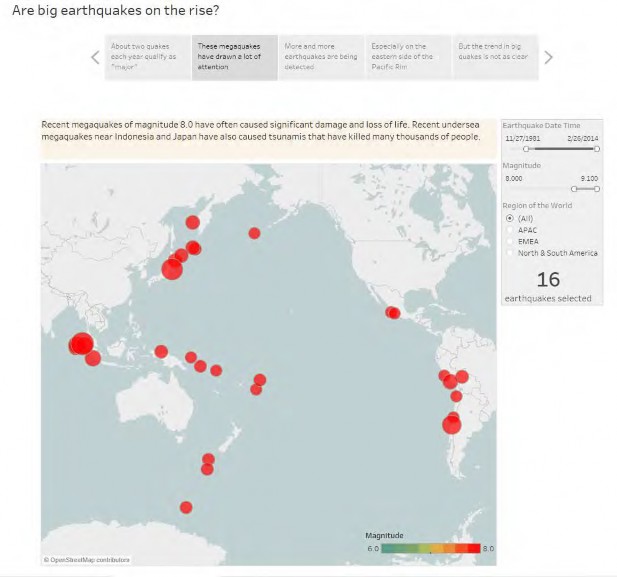 Are big earthquakes on the rise?
About two quakes
each year qualify as
"major"
These megaquakes
have drawn a lot of
attention
More and more
earthquakes are being
detected
Especially on the
eastern side of the
Pacific Rim
But the trend in big
quakes is not as clear
Recent megaquakes of magnitude 8.0 have often caused significant damage and loss of life. Recent undersea
megaquakes near Indonesia and Japan have also caused tsunamis that have killed many thousands of people.
Earthquake Date Time
11/27/1981 2/26/2014
Magnitude
8.000 9.100
Region of the World
(All)
APAC
EMEA
North & South America
16
earthquakes selected
Magnitude
6.0 8.0
© OpenStreetMap contributors